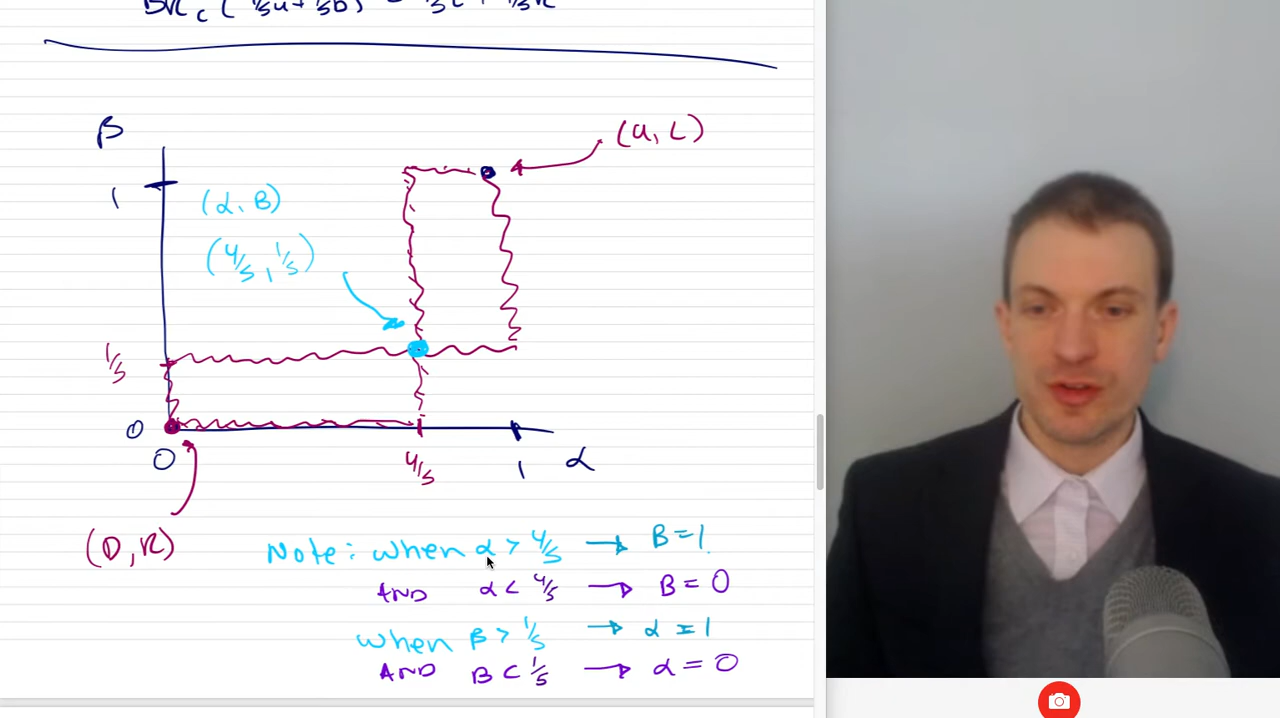 β
(u, L)
1
(α, B)
(4/5, 1/5)
1/5
0
0
4/5
1
α
(D, R)
Note: when α > 4/5 → B = 1
AND α < 4/5 → B = 0
when β > 1/5 → α = 1
AND B < 1/5 → α = 0